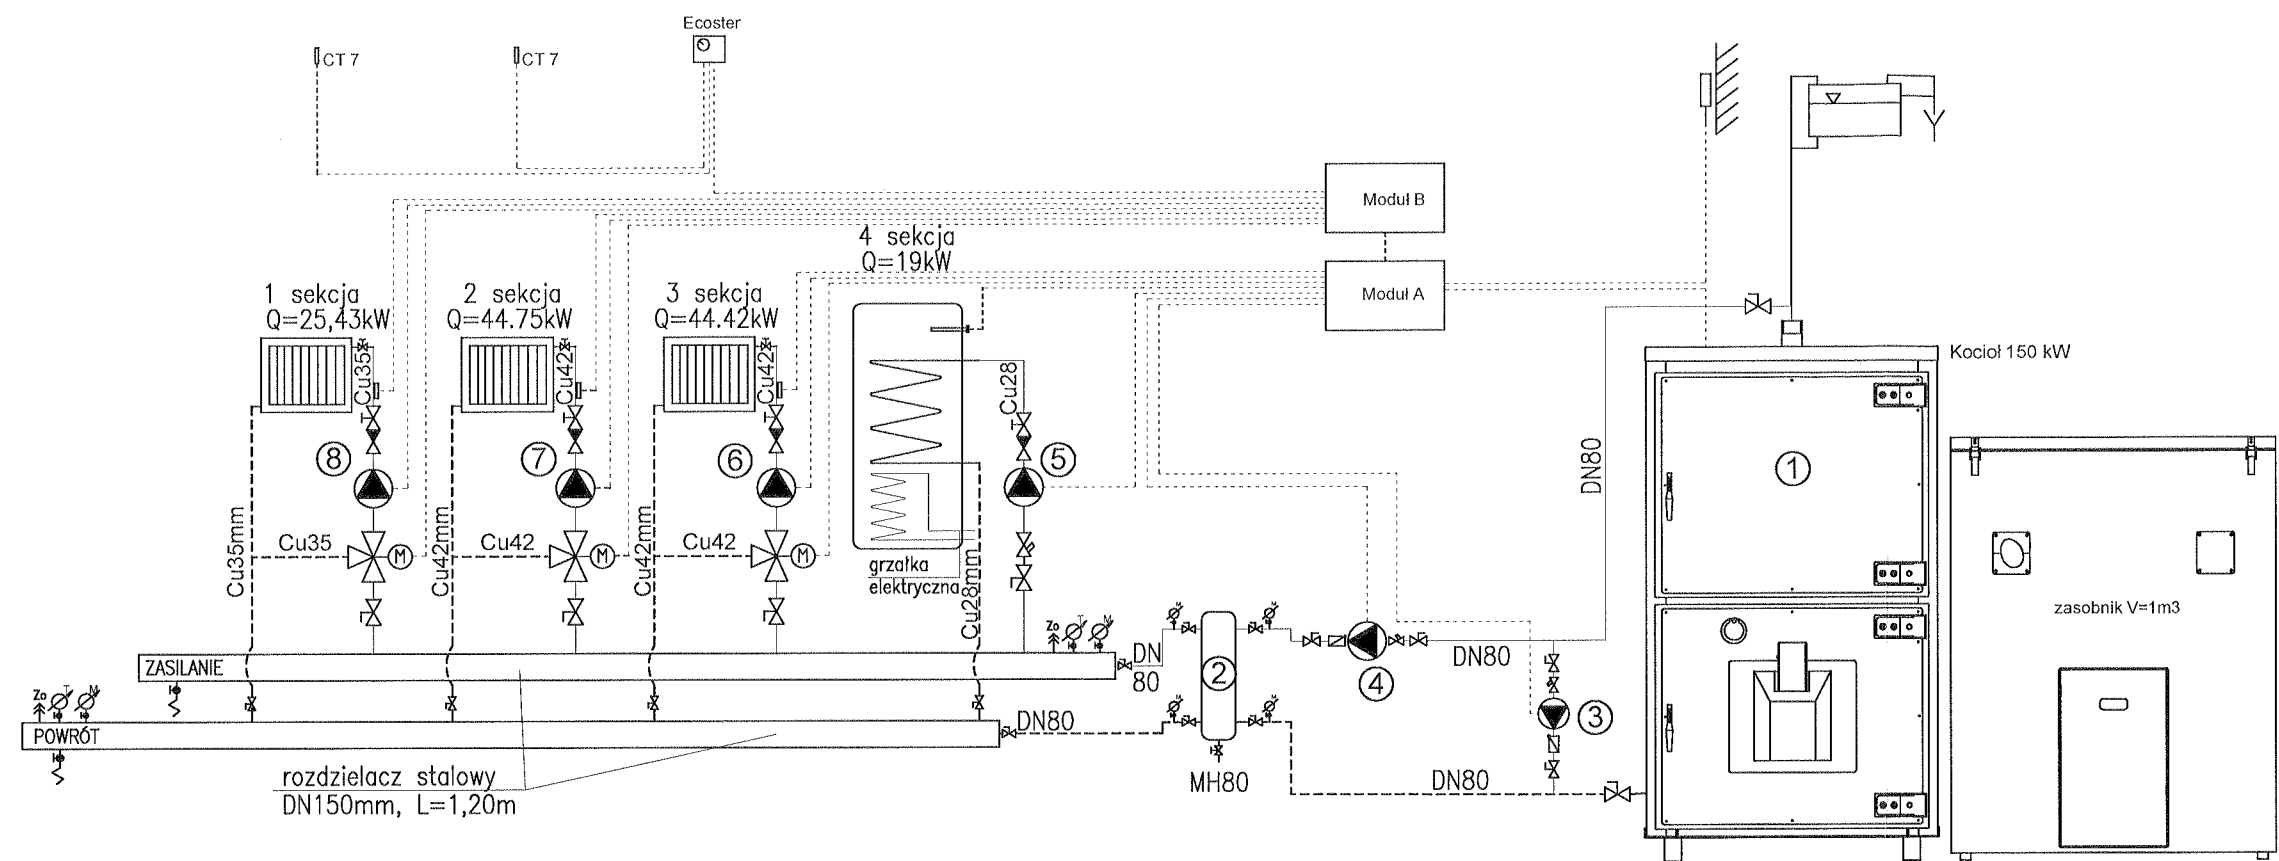 Ecoster
CT 7
CT 7
Moduł B
4 sekcja
Q=19kW
Moduł A
1 sekcja
Q=25,43kW
2 sekcja
Q=44.75kW
3 sekcja
Q=44.42kW
Kocioł 150 kW
Cu35
Cu42
Cu42
Cu28
8
7
6
5
1
DN80
Cu35mm
Cu35
M
Cu42mm
Cu42
M
Cu42mm
Cu42
M
grzałka
elektryczna
Cu28mm
zasobnik V=1m3
Zo
T
M
M
M
ZASILANIE
DN
80
2
4
DN80
3
Zo
T
M
M
M
POWRÓT
DN80
MH80
DN80
rozdzielacz stalowy
DN150mm, L=1,20m